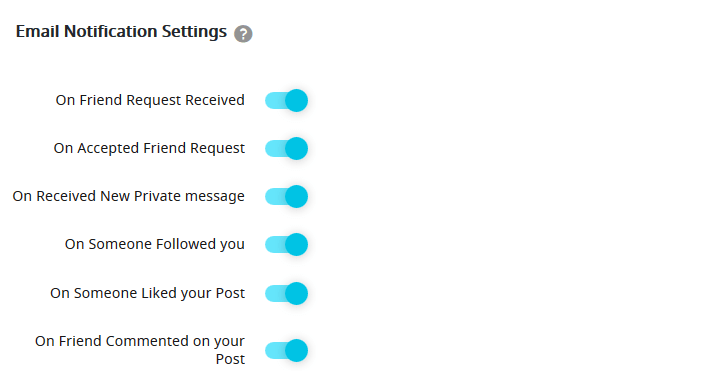 Email Notification Settings ?
On Friend Request Received
On Accepted Friend Request
On Received New Private message
On Someone Followed you
On Someone Liked your Post
On Friend Commented on your
Post